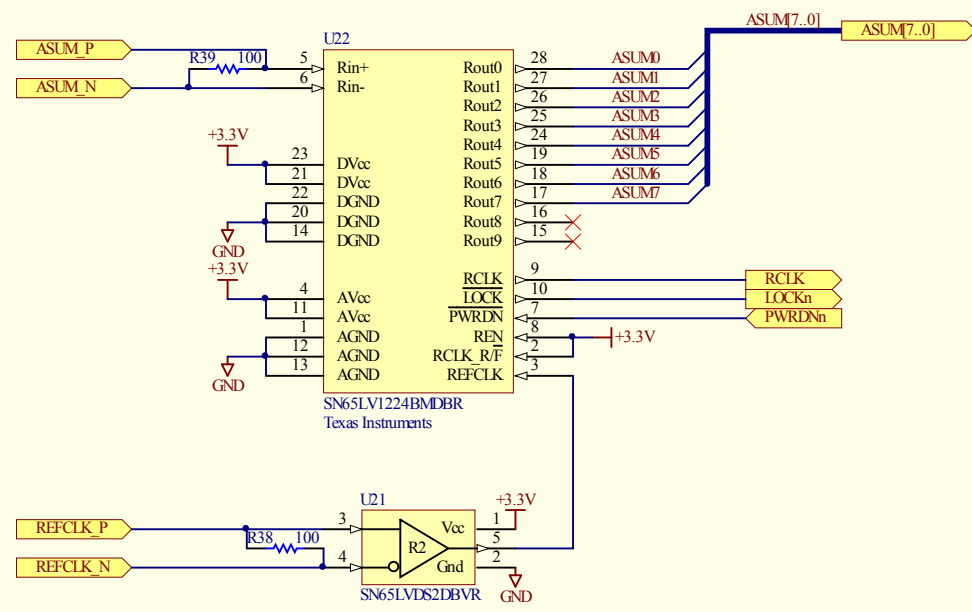 ASUM[7..0]
ASUM[7..0]
U22
ASUM_P
R39 100
ASUM_N
5 Rin+
6 Rin-
+3.3V
23 DVcc
21 DVcc
22 DGND
20 DGND
14 DGND
GND
+3.3V
4 AVcc
11 AVcc
1 AGND
12 AGND
13 AGND
GND
Rout0 28 ASUM0
Rout1 27 ASUM1
Rout2 26 ASUM2
Rout3 25 ASUM3
Rout4 24 ASUM4
Rout5 19 ASUM5
Rout6 18 ASUM6
Rout7 17 ASUM7
Rout8 16
Rout9 15
RCLK 9 RCLK
LOCK 10 LOCKn
PWRDN 7 PWRDNn
REN 8
+3.3V
RCLK_R/F 2
REFCLK 3
SN65LV1224BMDBR
Texas Instruments
U21
+3.3V
REFCLK_P
R38 100
REFCLK_N
3
4
R2
Vcc 1
5
Gnd 2
GND
SN65LVDS2DBVR